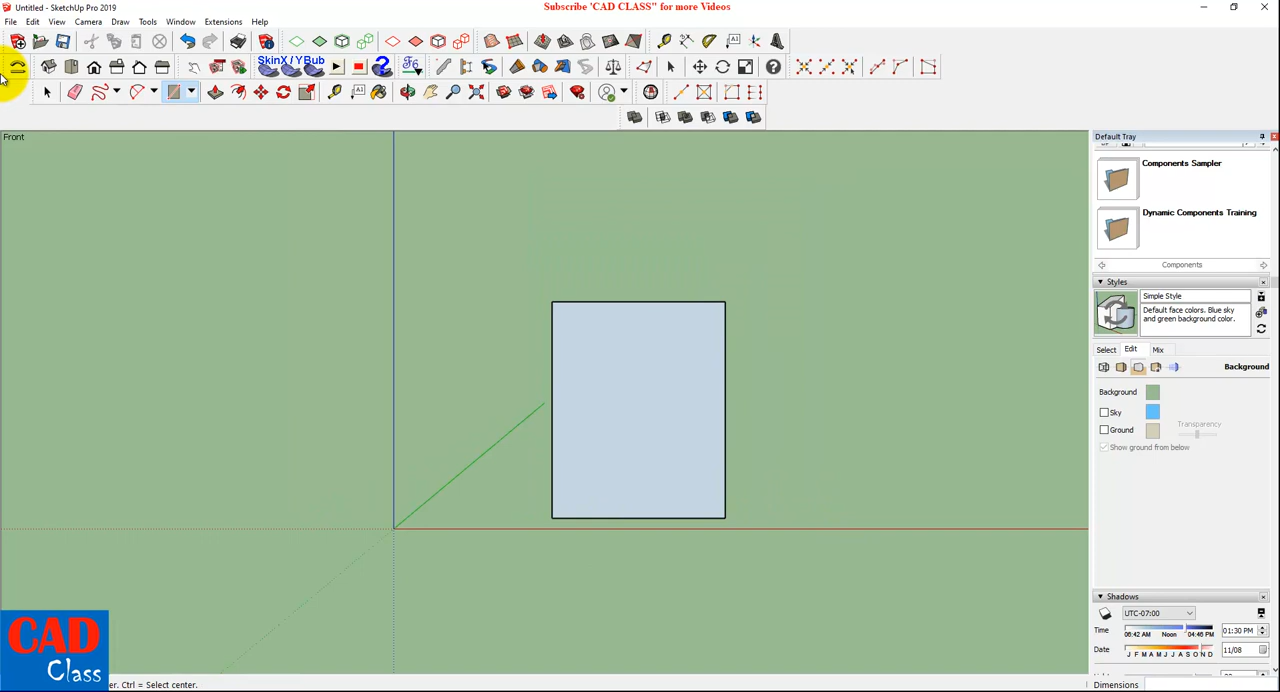 Untitled - SketchUp Pro 2019
Subscribe 'CAD CLASS" for more Videos
File Edit View Camera Draw Tools Window Extensions Help
SkinX / YBub
Front
Default Tray
Components Sampler
Dynamic Components Training
Components
Styles
Simple Style
Default face colors. Blue sky
and green background color.
Select Edit Mix
Background
Background
Sky
Transparency
Ground
Show ground from below
Shadows
UTC-07:00
Time 06:42 AM Noon 04:46 PM 01:30 PM
Date J F M A M J J A S O N D 11/08
Dimensions
CAD
Class
er. Ctrl = Select center.